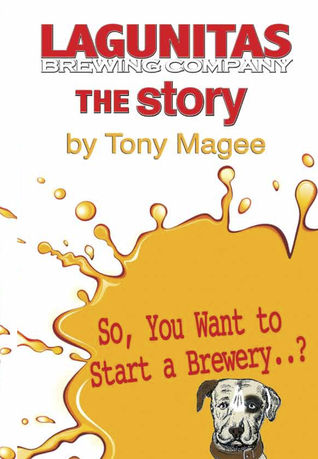 LAGUNITAS
BREWING COMPANY
THE story
by Tony Magee
So, You Want to
Start a Brewery..?